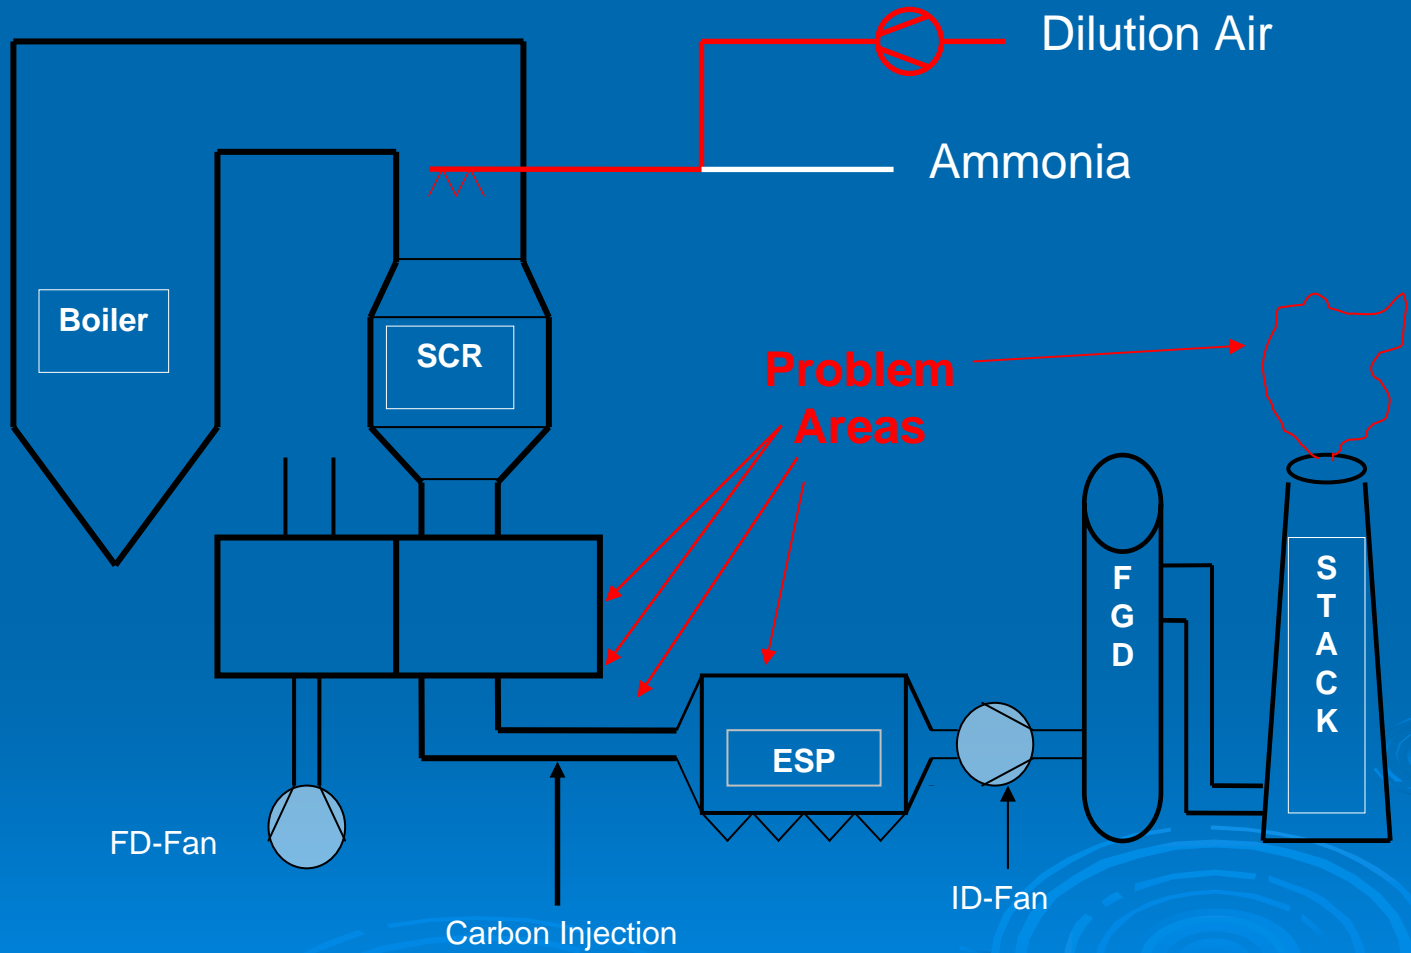 Dilution Air
Ammonia
Boiler
SCR
Problem
Areas
F
G
D
S
T
A
C
K
ESP
FD-Fan
ID-Fan
Carbon Injection